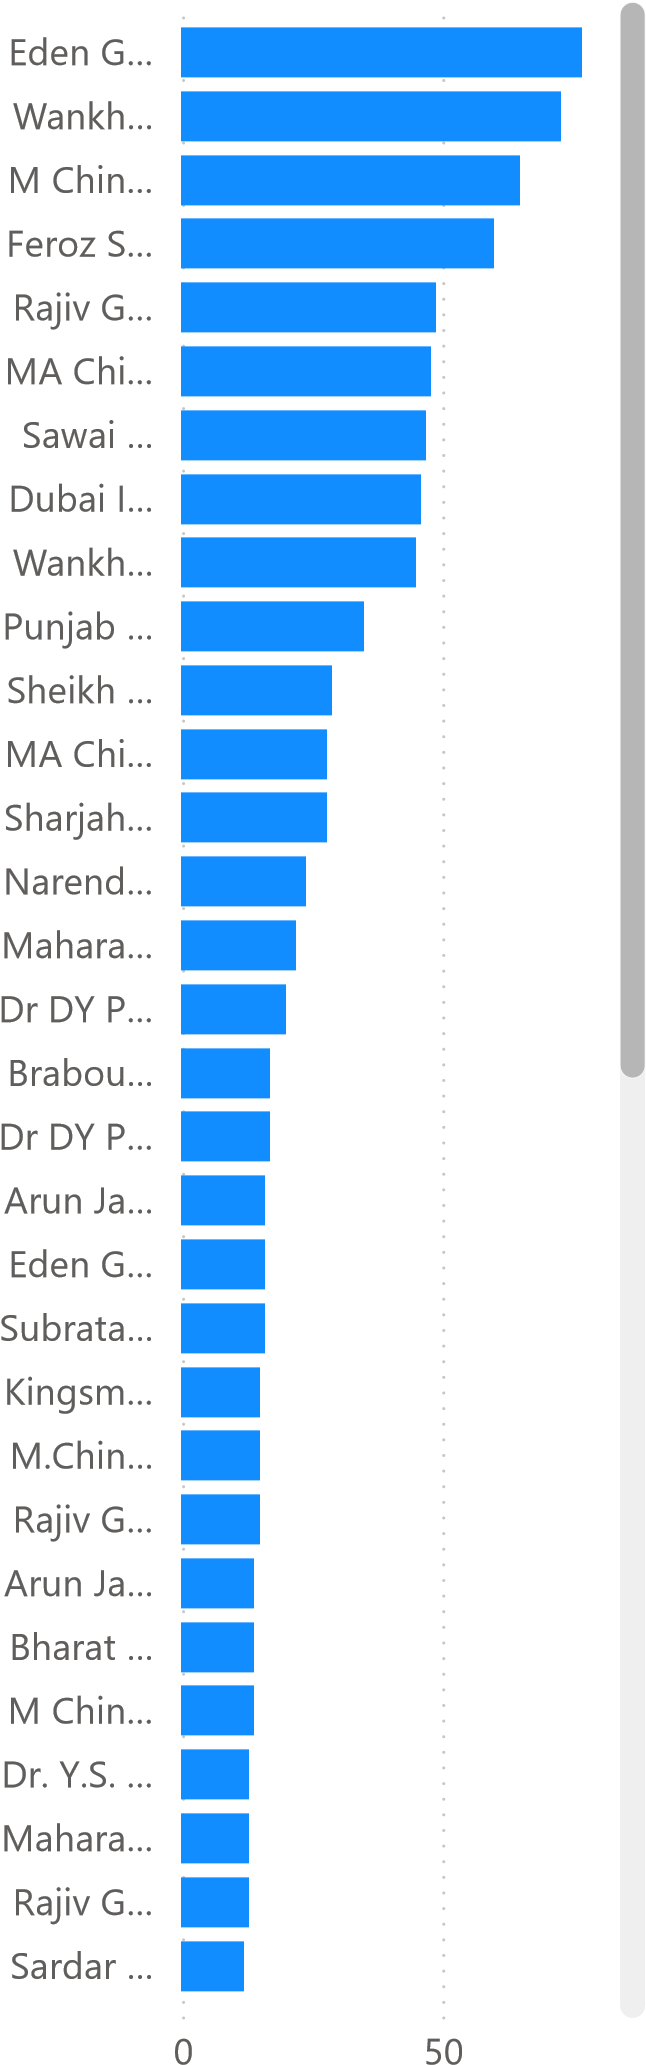 Eden G...
Wankh...
M Chin...
Feroz S...
Rajiv G...
MA Chi...
Sawai ...
Dubai I...
Wankh...
Punjab ...
Sheikh ...
MA Chi...
Sharjah...
Narend...
Mahara...
Dr DY P...
Brabou...
Dr DY P...
Arun Ja...
Eden G...
Subrata...
Kingsm...
M.Chin...
Rajiv G...
Arun Ja...
Bharat ...
M Chin...
Dr. Y.S. ...
Mahara...
Rajiv G...
Sardar ...
0 50